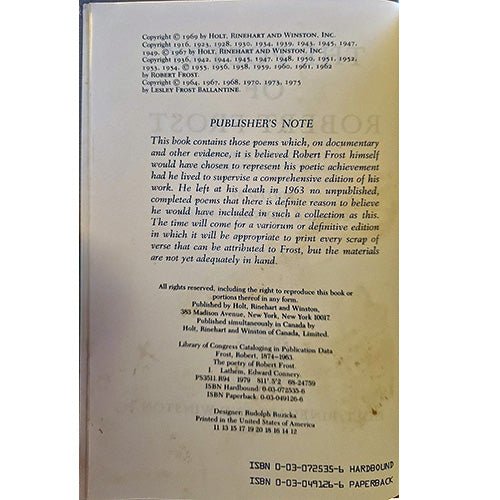 Copyright © 1969 by Holt, Rinehart and Winston, Inc.
Copyright 1916, 1923, 1928, 1930, 1934, 1939, 1943, 1945, 1947,
1949, © 1967 by Holt, Rinehart and Winston, Inc.
Copyright 1936, 1942, 1944, 1945, 1947, 1948, 1950, 1951, 1952,
1953, 1954, © 1955, 1956, 1958, 1959, 1960, 1961, 1962
by Robert Frost.
Copyright © 1964, 1967, 1968, 1970, 1973, 1975
by Lesley Frost Ballantine.
PUBLISHER'S NOTE
This book contains those poems which, on documentary
and other evidence, it is believed Robert Frost himself
would have chosen to represent his poetic achievement
had he lived to supervise a comprehensive edition of
his work. He left at his death in 1963 no unpublished,
completed poems that there is definite reason to believe
he would have included in such a collection as this.
The time will come for a variorum or definitive edition
in which it will be appropriate to print every scrap of
verse that can be attributed to Frost, but the materials
are not yet adequately in hand.
All rights reserved, including the right to reproduce this book or
portions thereof in any form.
Published by Holt, Rinehart and Winston,
383 Madison Avenue, New York, New York 10017.
Published simultaneously in Canada by
Holt, Rinehart and Winston of Canada, Limited.
Library of Congress Cataloging in Publication Data
Frost, Robert, 1874-1963.
The poetry of Robert Frost.
I. Lathem, Edward Connery.
PS3511.R94 1979 811'.5'2 68-24759
ISBN Hardbound: 0-03-072535-6
ISBN Paperback: 0-03-049126-6
Designer: Rudolph Ruzicka
Printed in the United States of America
11 13 15 17 19 20 18 16 14 12
ISBN 0-03-072535-6 HARDBOUND
ISBN 0-03-049126-6 PAPERBACK